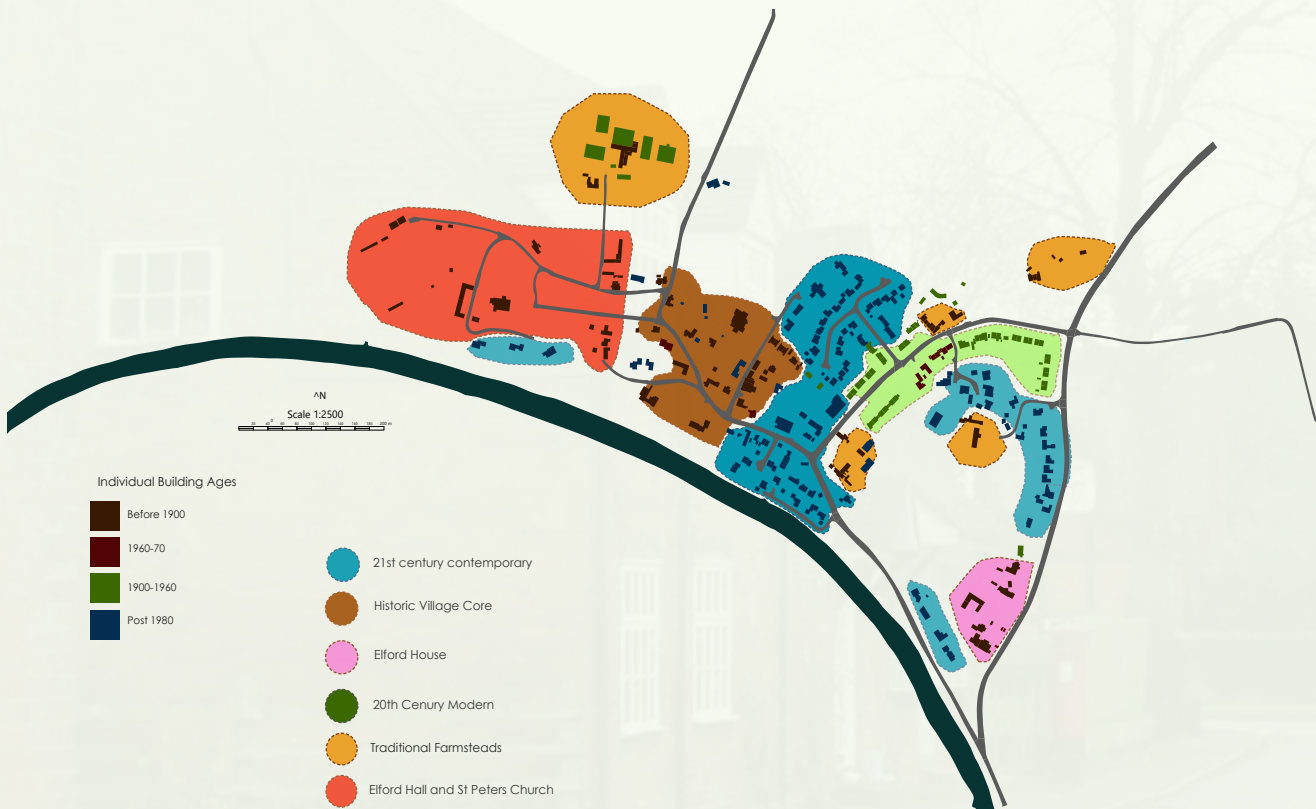 ^N
Scale 1:2500
Individual Building Ages
Before 1900
1960-70
1900-1960
Post 1980
21st century contemporary
Historic Village Core
Elford House
20th Cenury Modern
Traditional Farmsteads
Elford Hall and St Peters Church